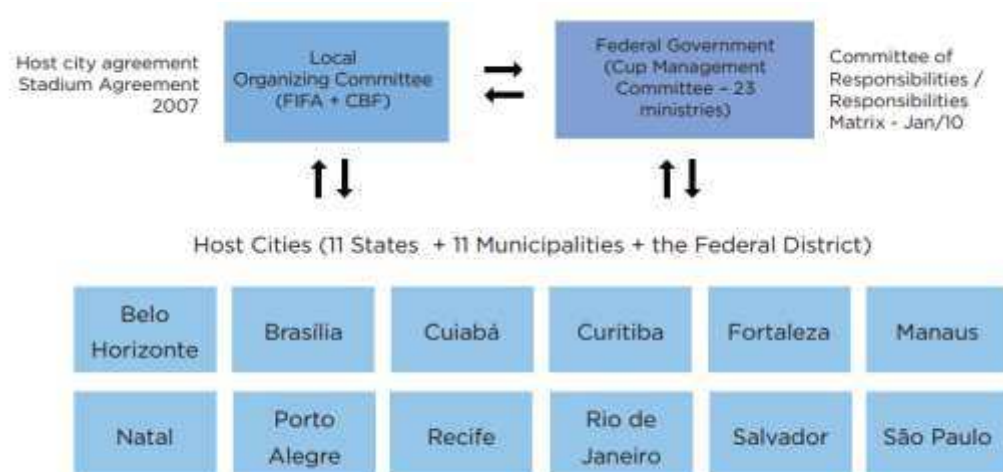 Host city agreement
Stadium Agreement
2007
Local
Organizing Committee
(FIFA + CBF)
Federal Government
(Cup Management
Committee – 23
ministries)
Committee of
Responsibilities /
Responsibilities
Matrix - Jan/10
Host Cities (11 States + 11 Municipalities + the Federal District)
Belo
Horizonte
Brasília
Cuiabá
Curitiba
Fortaleza
Manaus
Natal
Porto
Alegre
Recife
Rio de
Janeiro
Salvador
São Paulo